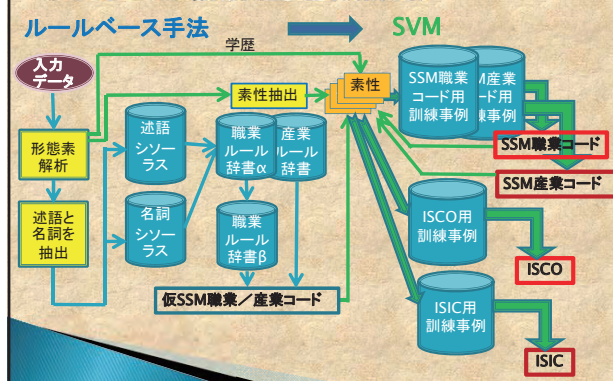 ルールベース手法
SVM
学歴
入力
データ
素性抽出
素性
SSM職業
コード用
訓練事例
M産業
ード用
訓練事例
形態素
解析
述語
シソー
ラス
職業
ルール
辞書α
産業
ルール
辞書
SSM職業コード
SSM産業コード
述語と
名詞を
抽出
名詞
シソー
ラス
職業
ルール
辞書β
ISCO用
訓練事例
ISCO
仮SSM職業／産業コード
ISIC用
訓練事例
ISIC